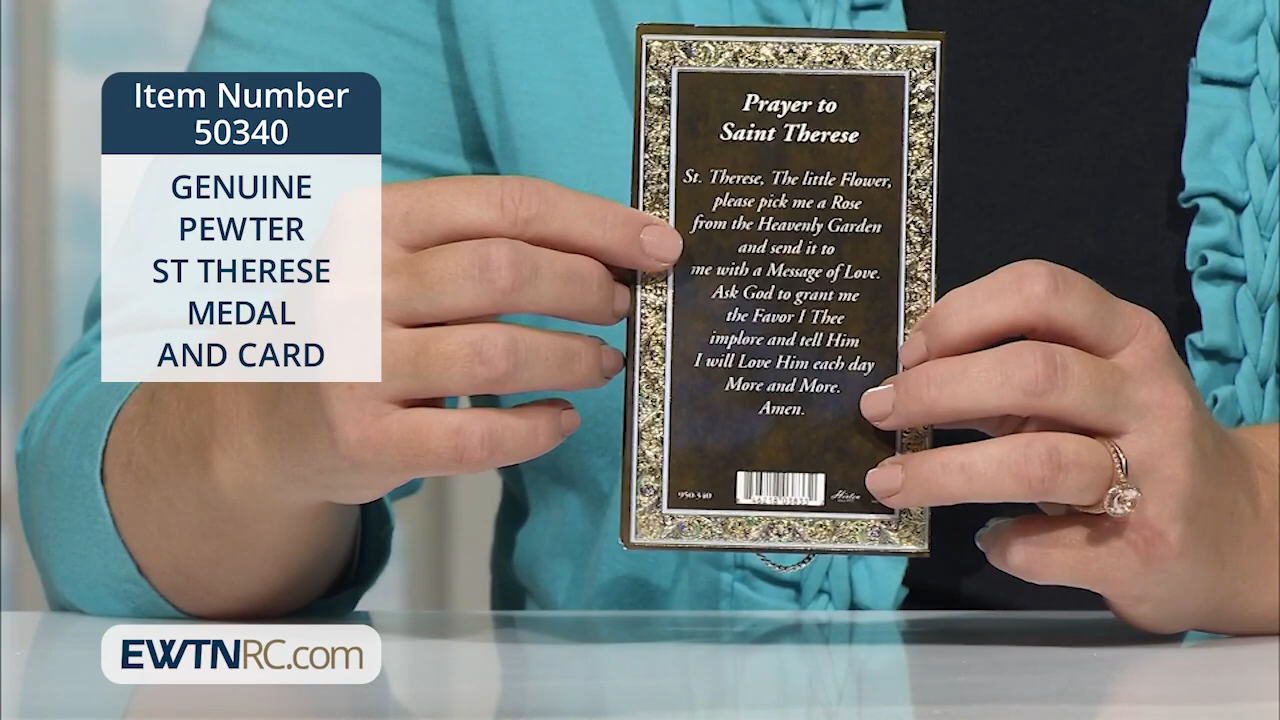 Item Number
50340
GENUINE
PEWTER
ST THERESE
MEDAL
AND CARD
Prayer to
Saint Therese
St. Therese, The little Flower,
please pick me a Rose
from the Heavenly Garden
and send it to
me with a Message of Love.
Ask God to grant me
the Favor I Thee
implore and tell Him
I will Love Him each day
More and More.
Amen.
950-340
EWTNRC.com